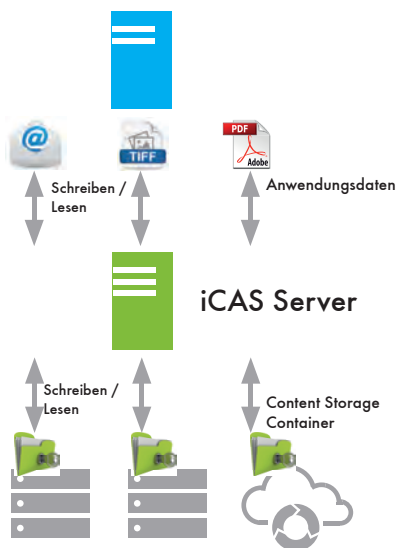 @
TIFF
PDF
Adobe
Schreiben /
Lesen
Anwendungsdaten
iCAS Server
Schreiben /
Lesen
Content Storage
Container